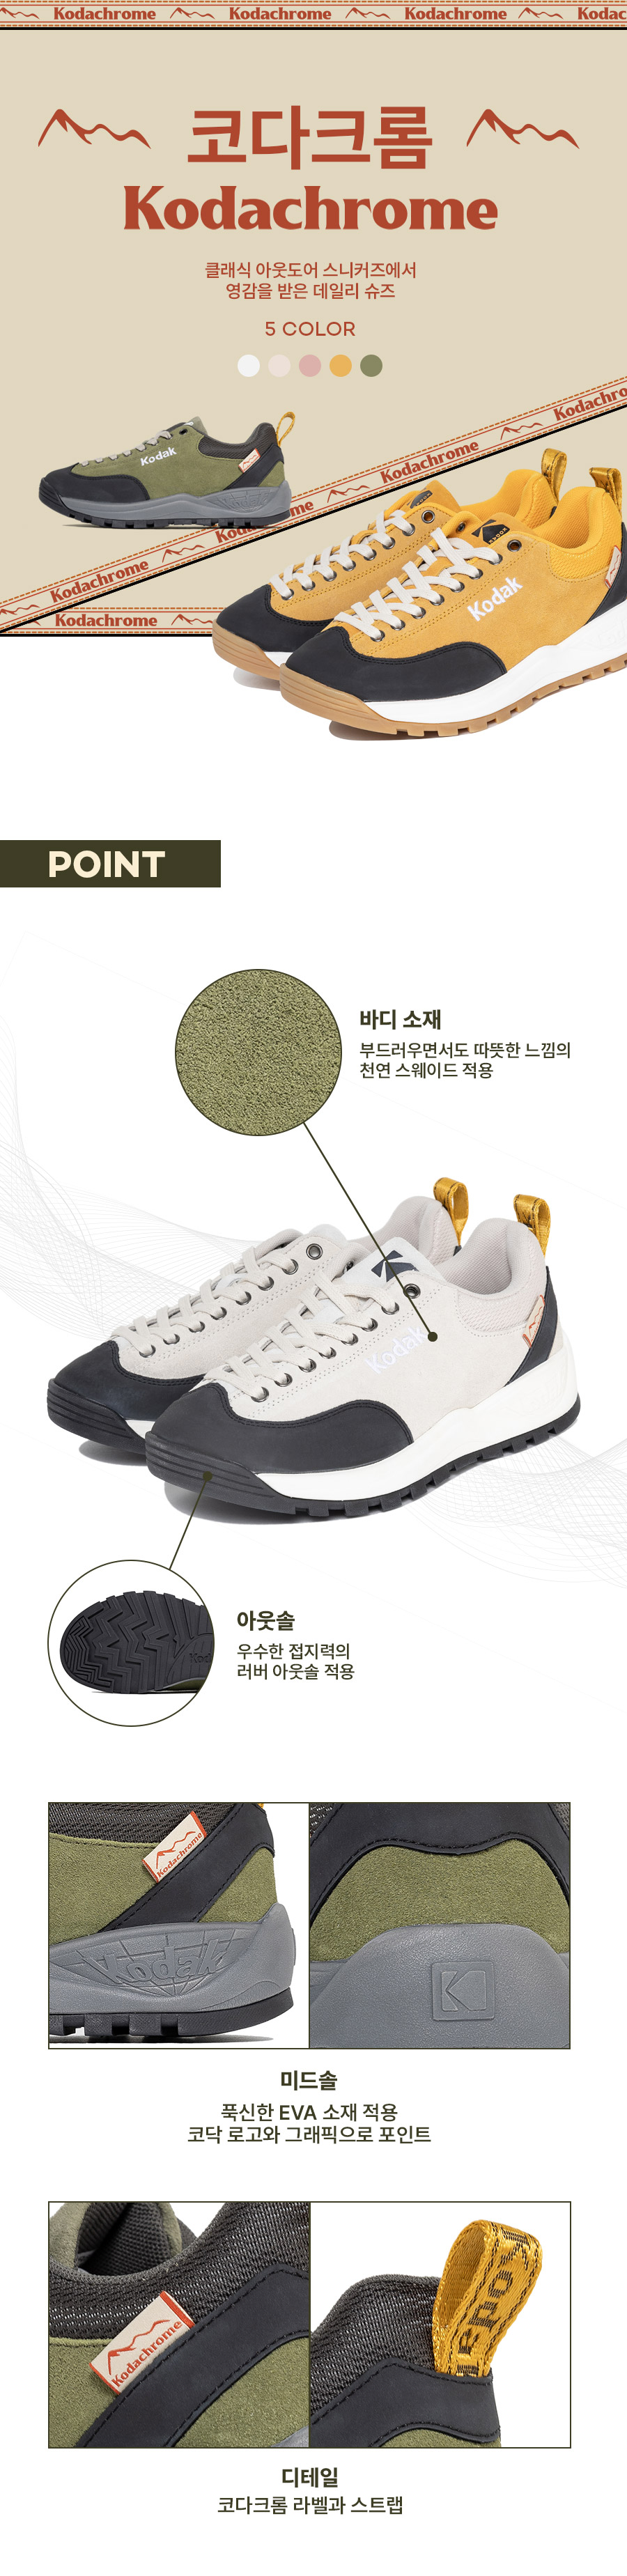 Kodachrome Kodachrome Kodachrome Kodac
코다크롬
Kodachrome
클래식 아웃도어 스니커즈에서
영감을 받은 데일리 슈즈
5 COLOR
Kodak
Kodachrome
Kodachrome
Kodachrome
Kodak
Kodachrome
POINT
바디 소재
부드러우면서도 따뜻한 느낌의
천연 스웨이드 적용
Kodak
아웃솔
우수한 접지력의
러버 아웃솔 적용
Kodachrome
Kodak
미드솔
푹신한 EVA 소재 적용
코닥 로고와 그래픽으로 포인트
Kodachrome
디테일
코다크롬 라벨과 스트랩